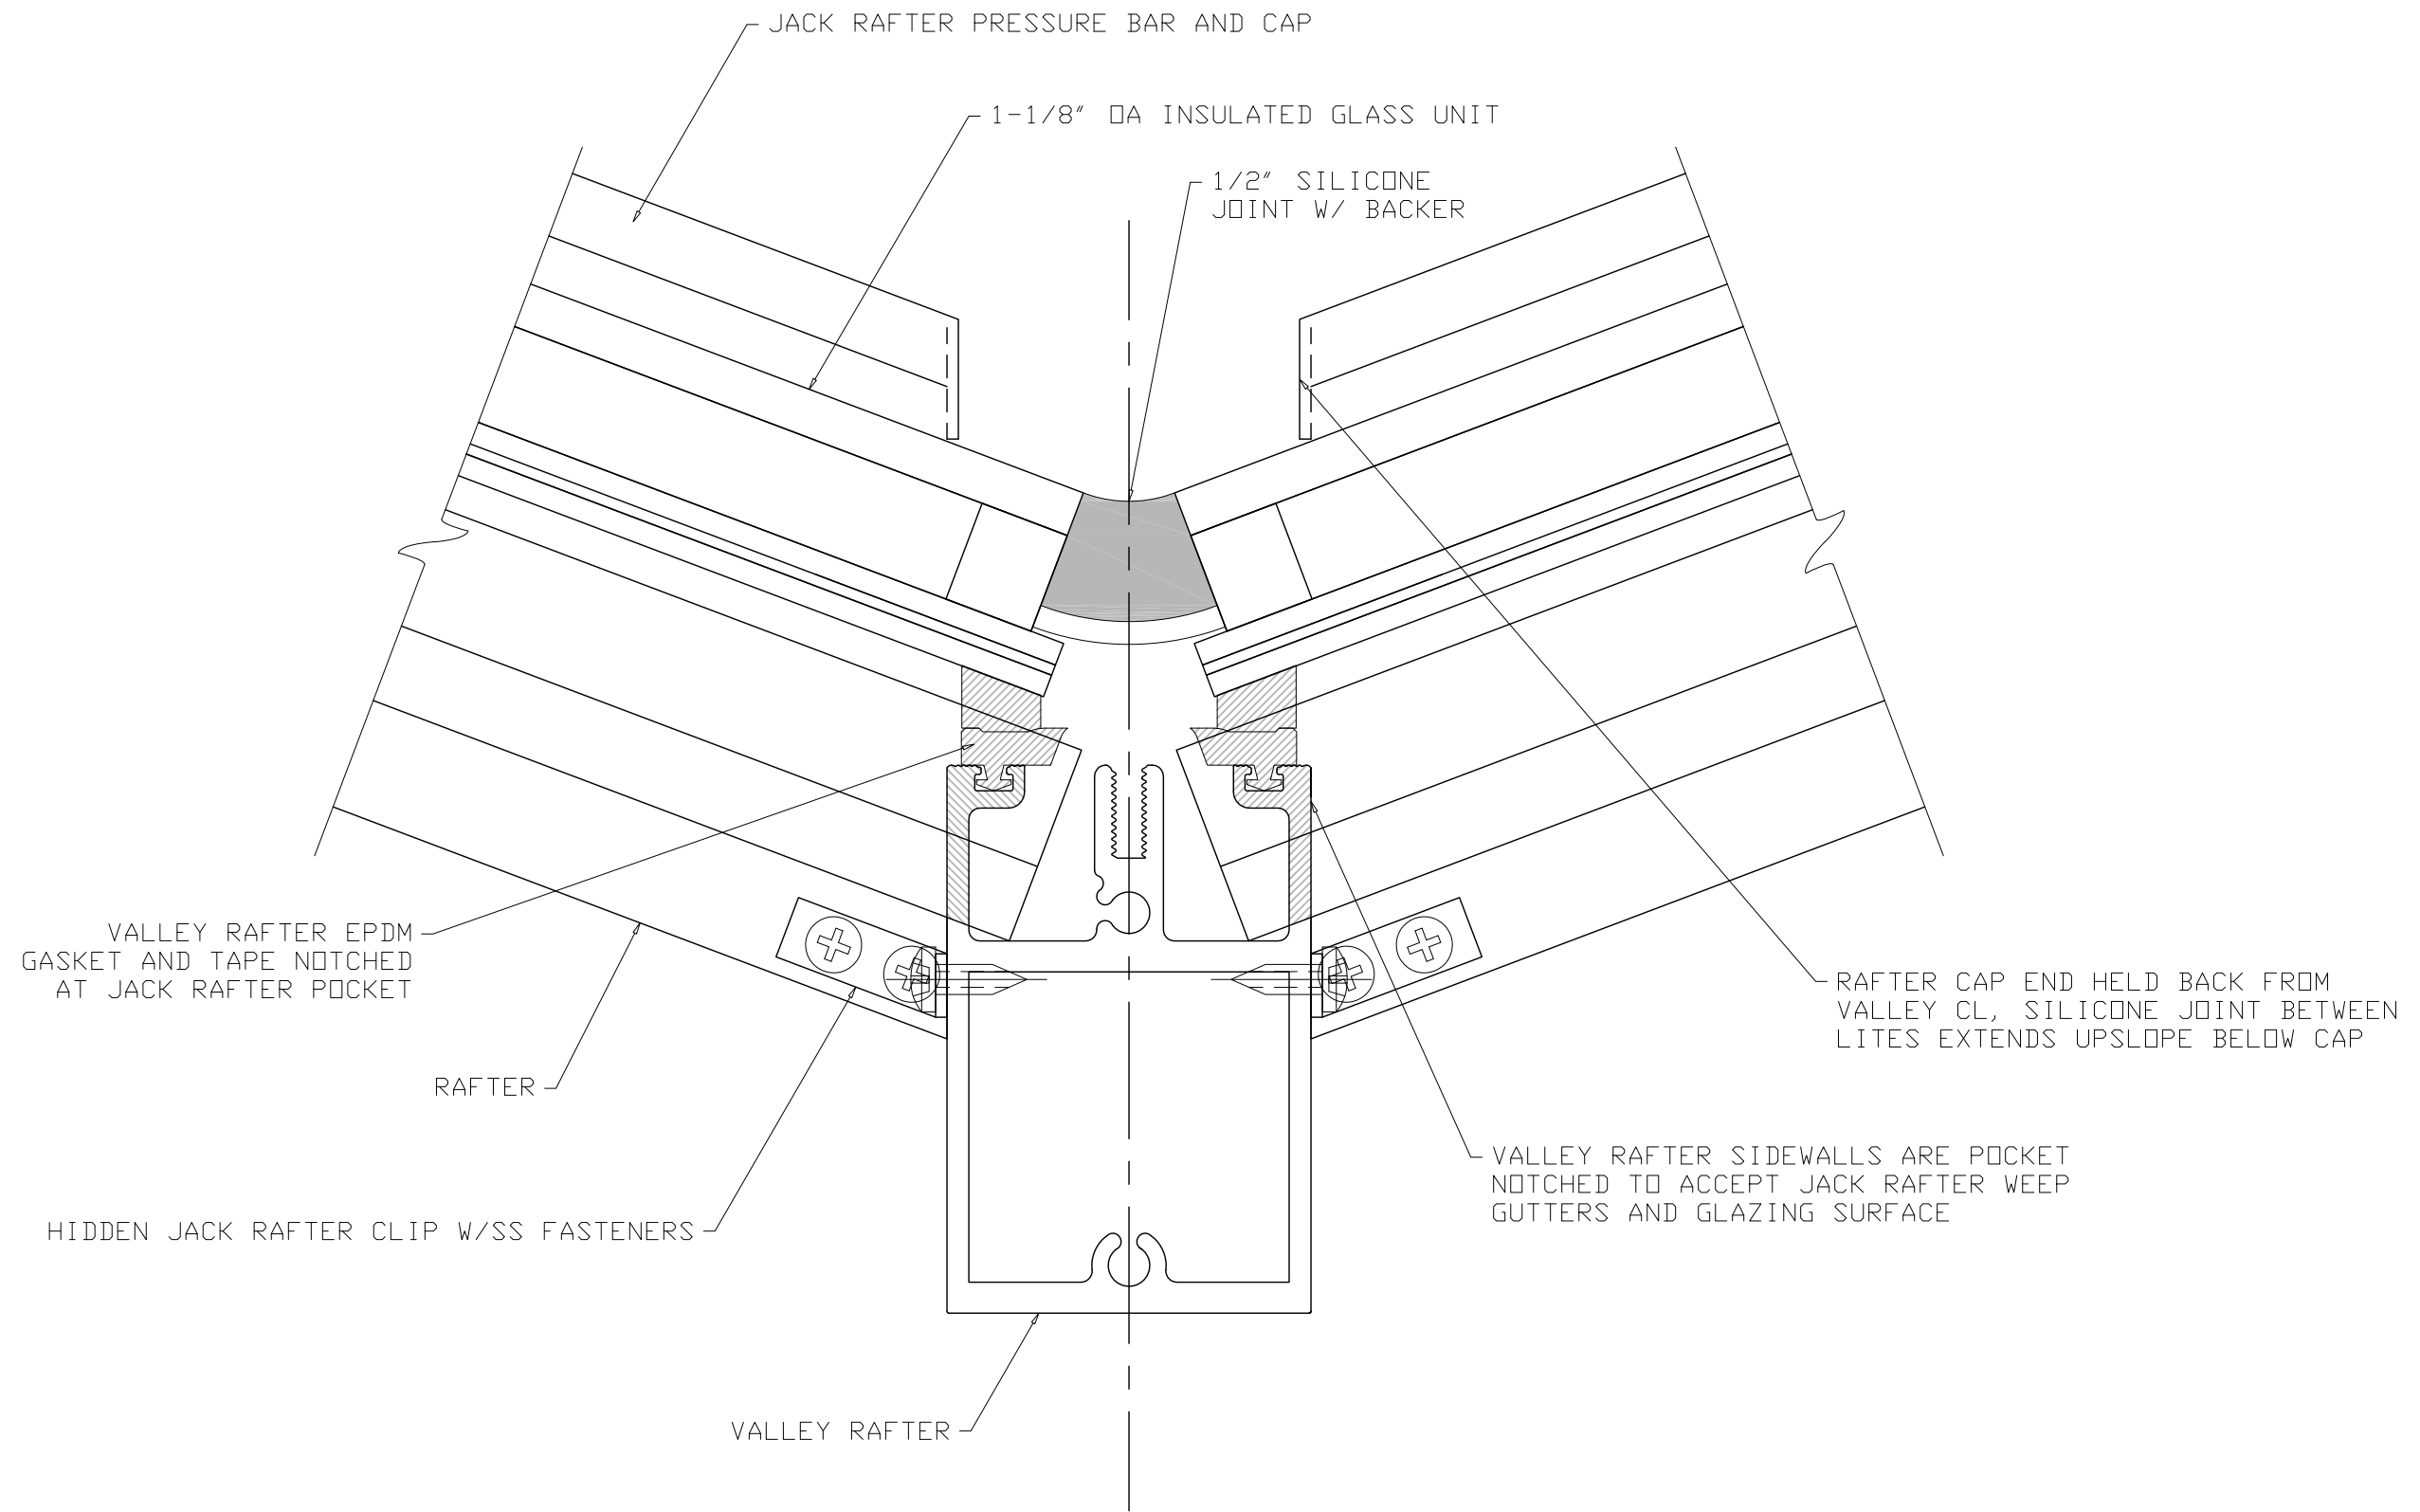 JACK RAFTER PRESSURE BAR AND CAP
1-1/8" OA INSULATED GLASS UNIT
1/2" SILICONE
JOINT W/ BACKER
VALLEY RAFTER EPDM
GASKET AND TAPE NOTCHED
AT JACK RAFTER POCKET
RAFTER CAP END HELD BACK FROM
VALLEY CL, SILICONE JOINT BETWEEN
LITES EXTENDS UPSLOPE BELOW CAP
RAFTER
VALLEY RAFTER SIDEWALLS ARE POCKET
NOTCHED TO ACCEPT JACK RAFTER WEEP
GUTTERS AND GLAZING SURFACE
HIDDEN JACK RAFTER CLIP W/SS FASTENERS
VALLEY RAFTER